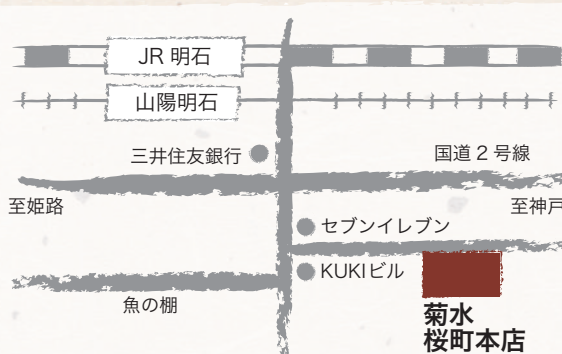 JR 明石
山陽明石
三井住友銀行
国道2号線
至姫路
至神戸
セブンイレブン
KUKIビル
魚の棚
菊水
桜町本店